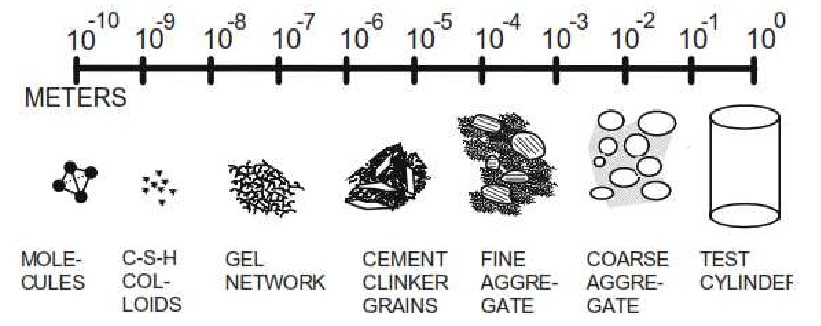 10^-10 10^-9 10^-8 10^-7 10^-6 10^-5 10^-4 10^-3 10^-2 10^-1 10^0
METERS
MOLE-
CULES
C-S-H
COL-
LOIDS
GEL
NETWORK
CEMENT
CLINKER
GRAINS
FINE
AGGRE-
GATE
COARSE
AGGRE-
GATE
TEST
CYLINDER